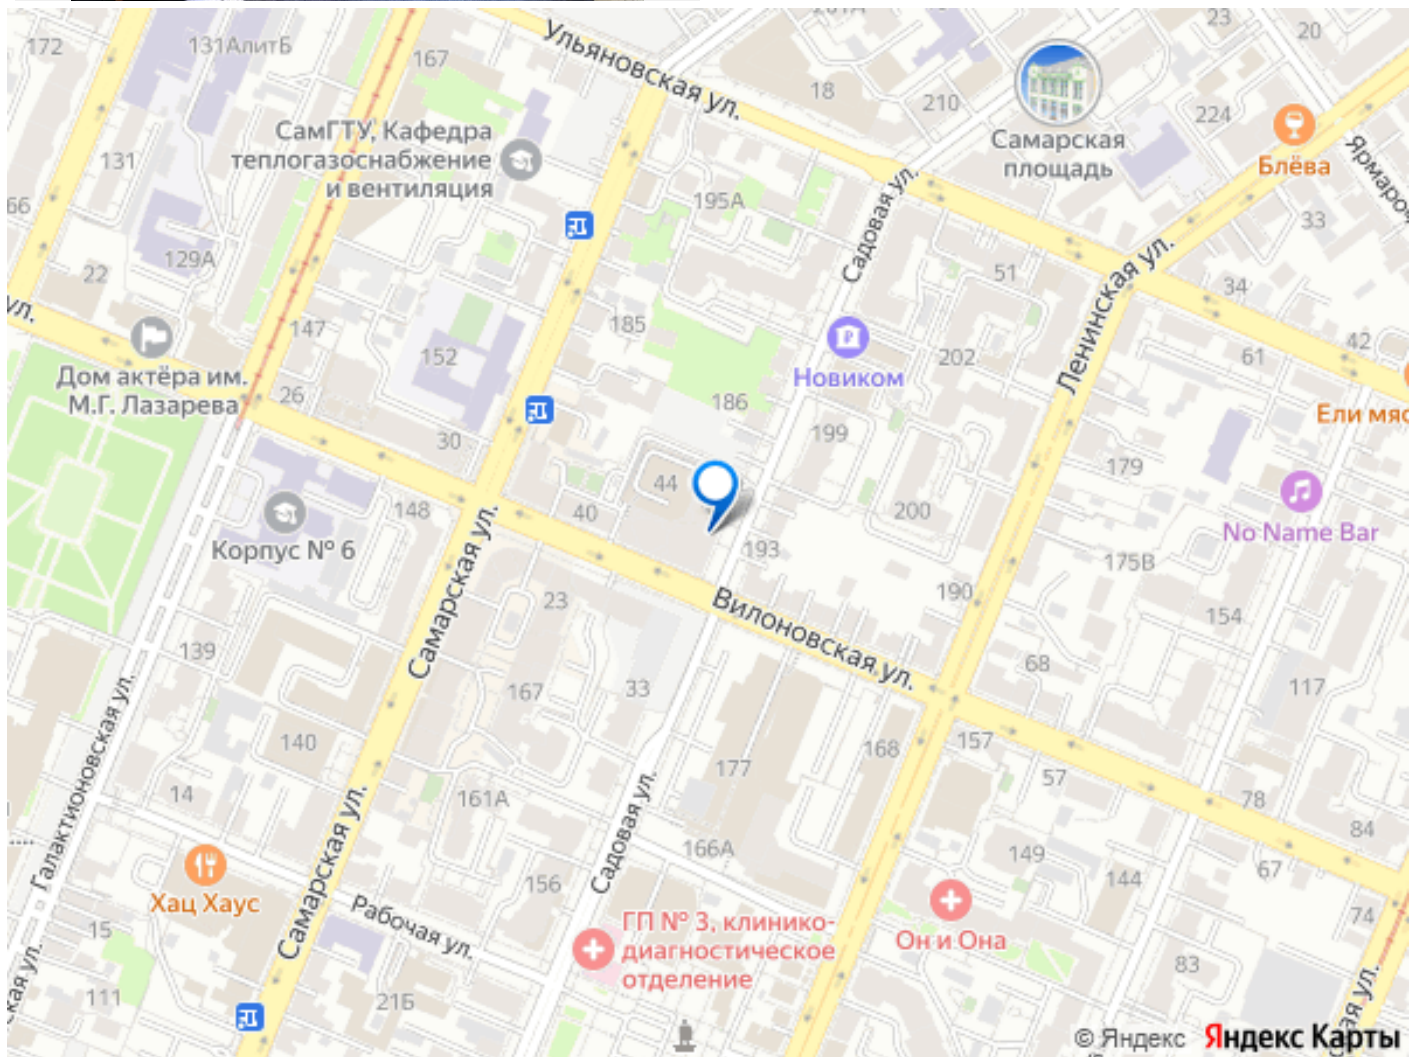 172
131АлитБ
167
Ульяновская ул.
18
210
23
20
224
Самарская
площадь
Блёва
СамГТУ, Кафедра
теплогазоснабжение
и вентиляция
131
66
195А
Садовая ул.
33
129А
22
51
Ленинская ул.
34
ул.
147
185
152
Новиком
202
61
42
Дом актёра им.
М.Г. Лазарева
26
186
Ели мяс
30
199
179
44
148
40
200
Корпус № 6
193
No Name Bar
175В
190
154
23
Самарская ул.
Вилоновская ул.
139
68
167
33
117
140
177
168
157
57
14
161А
78
84
Галактионовская ул.
Самарская ул.
Садовая ул.
166А
149
67
144
Хац Хаус
156
74
Рабочая ул.
15
ГП № 3, клинико-
диагностическое
отделение
Он и Она
83
111
21Б
© Яндекс
Яндекс Карты